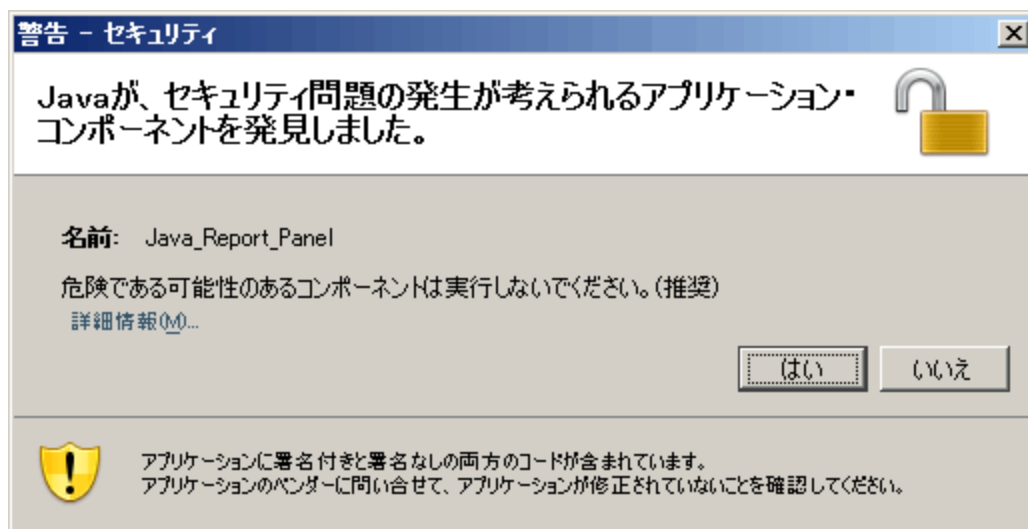 警告 - セキュリティ
Javaが、セキュリティ問題の発生が考えられるアプリケーション・
コンポーネントを発見しました。
名前: Java_Report_Panel
危険である可能性のあるコンポーネントは実行しないでください。(推奨)
詳細情報(M)...
はい いいえ
アプリケーションに署名付きと署名なしの両方のコードが含まれています。
アプリケーションのベンダーに問い合せて、アプリケーションが修正されていないことを確認してください。